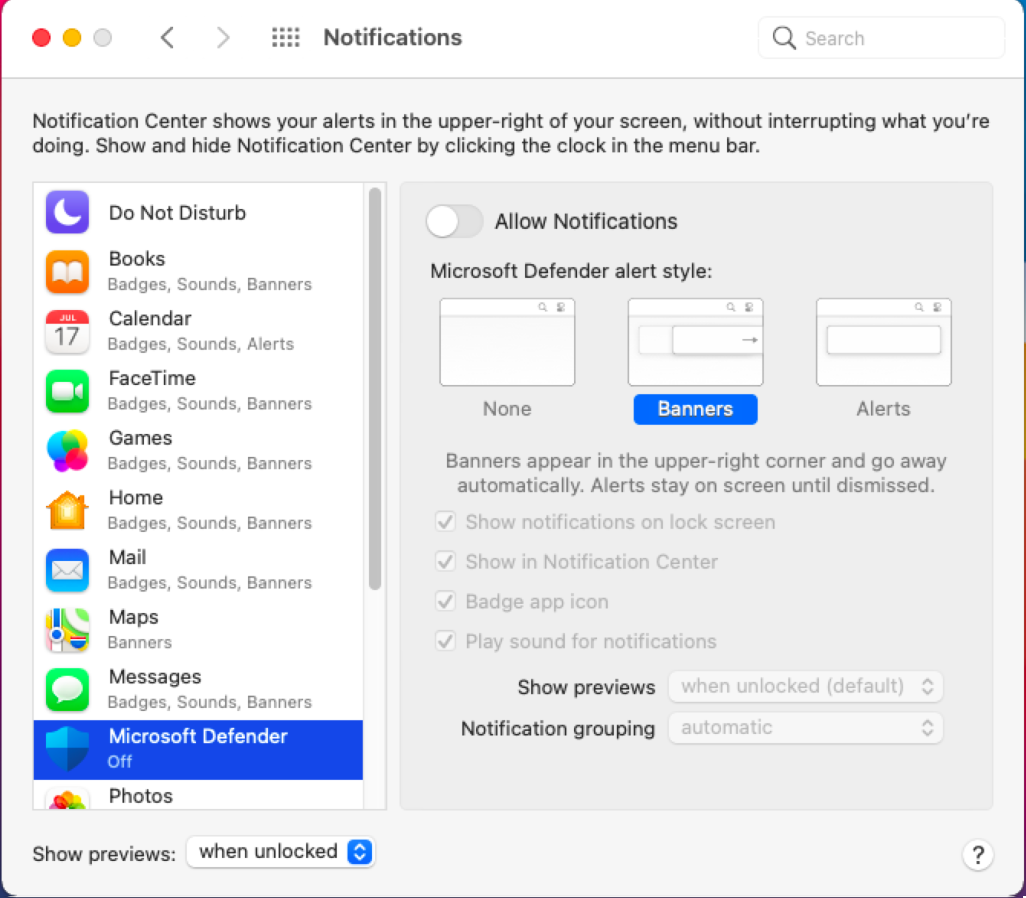 Notifications
Search
Notification Center shows your alerts in the upper-right of your screen, without interrupting what you're
doing. Show and hide Notification Center by clicking the clock in the menu bar.
Do Not Disturb
Books
Badges, Sounds, Banners
JUL
17
Calendar
Badges, Sounds, Alerts
FaceTime
Badges, Sounds, Banners
Games
Badges, Sounds, Banners
Home
Badges, Sounds, Banners
Mail
Badges, Sounds, Banners
Maps
Banners
Messages
Badges, Sounds, Banners
Microsoft Defender
Off
Photos
Allow Notifications
Microsoft Defender alert style:
None
Banners
Alerts
Banners appear in the upper-right corner and go away
automatically. Alerts stay on screen until dismissed.
Show notifications on lock screen
Show in Notification Center
Badge app icon
Play sound for notifications
Show previews when unlocked (default)
Notification grouping automatic
Show previews: when unlocked
?